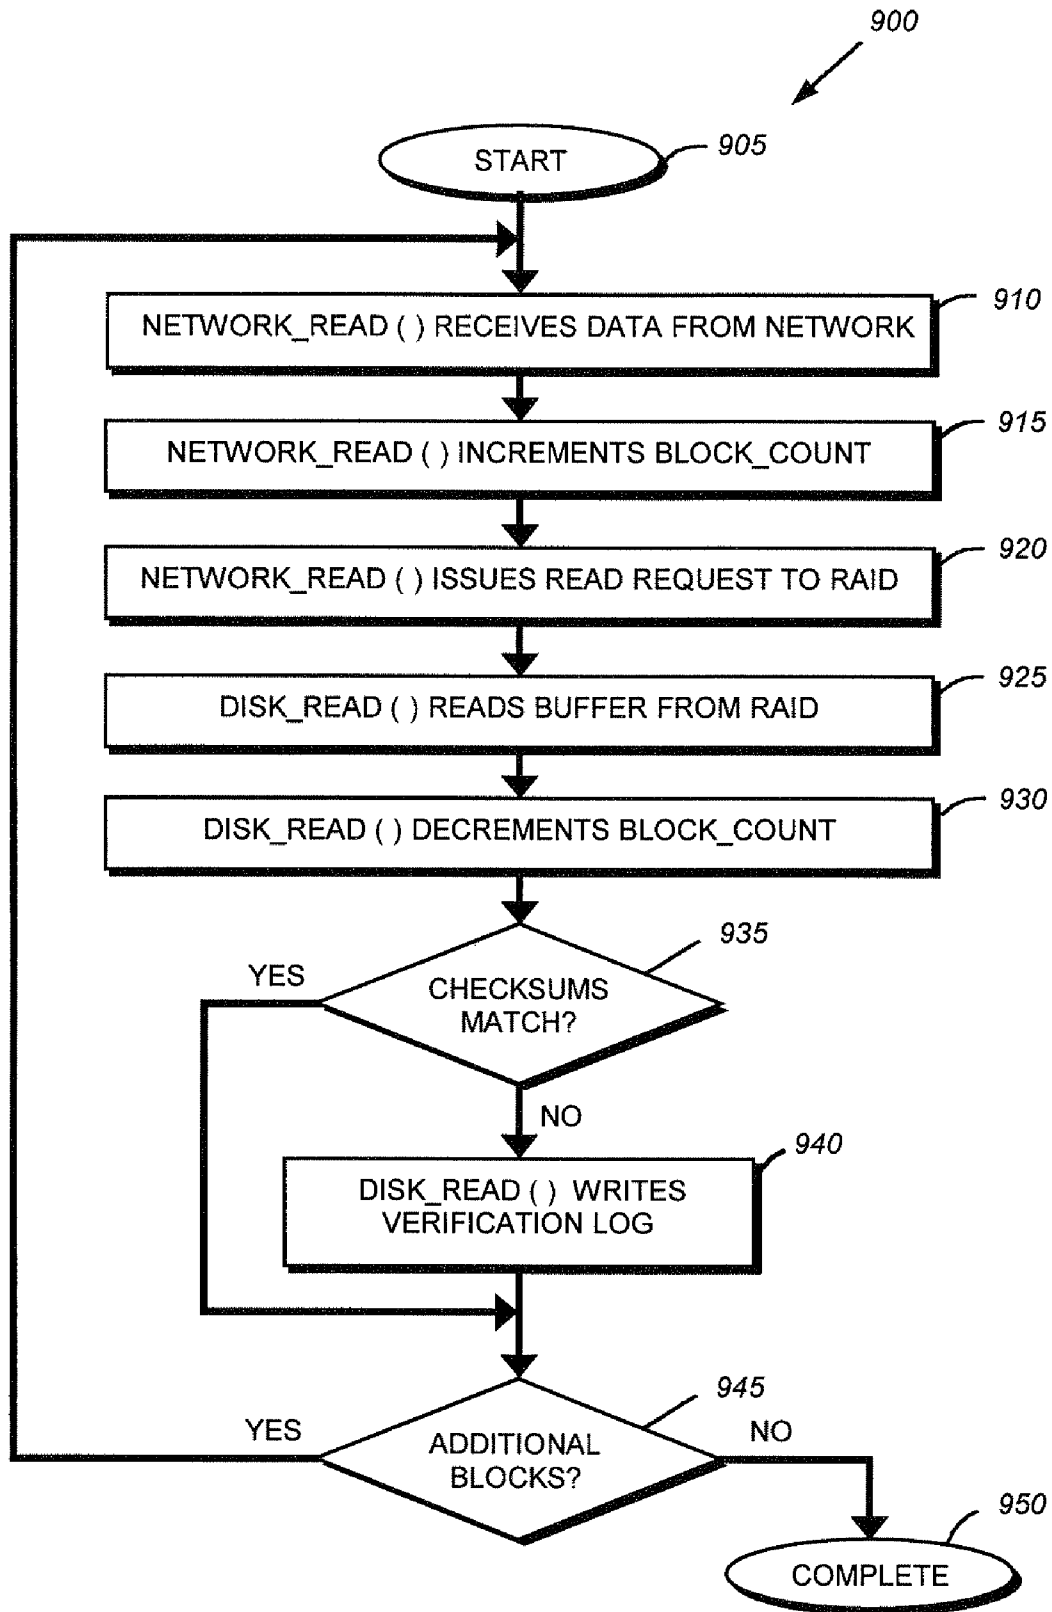 900
START
905
NETWORK_READ ( ) RECEIVES DATA FROM NETWORK
910
NETWORK_READ ( ) INCREMENTS BLOCK_COUNT
915
NETWORK_READ ( ) ISSUES READ REQUEST TO RAID
920
DISK_READ ( ) READS BUFFER FROM RAID
925
DISK_READ ( ) DECREMENTS BLOCK_COUNT
930
935
YES
CHECKSUMS
MATCH?
NO
940
DISK_READ ( ) WRITES
VERIFICATION LOG
945
YES
ADDITIONAL
BLOCKS?
NO
950
COMPLETE